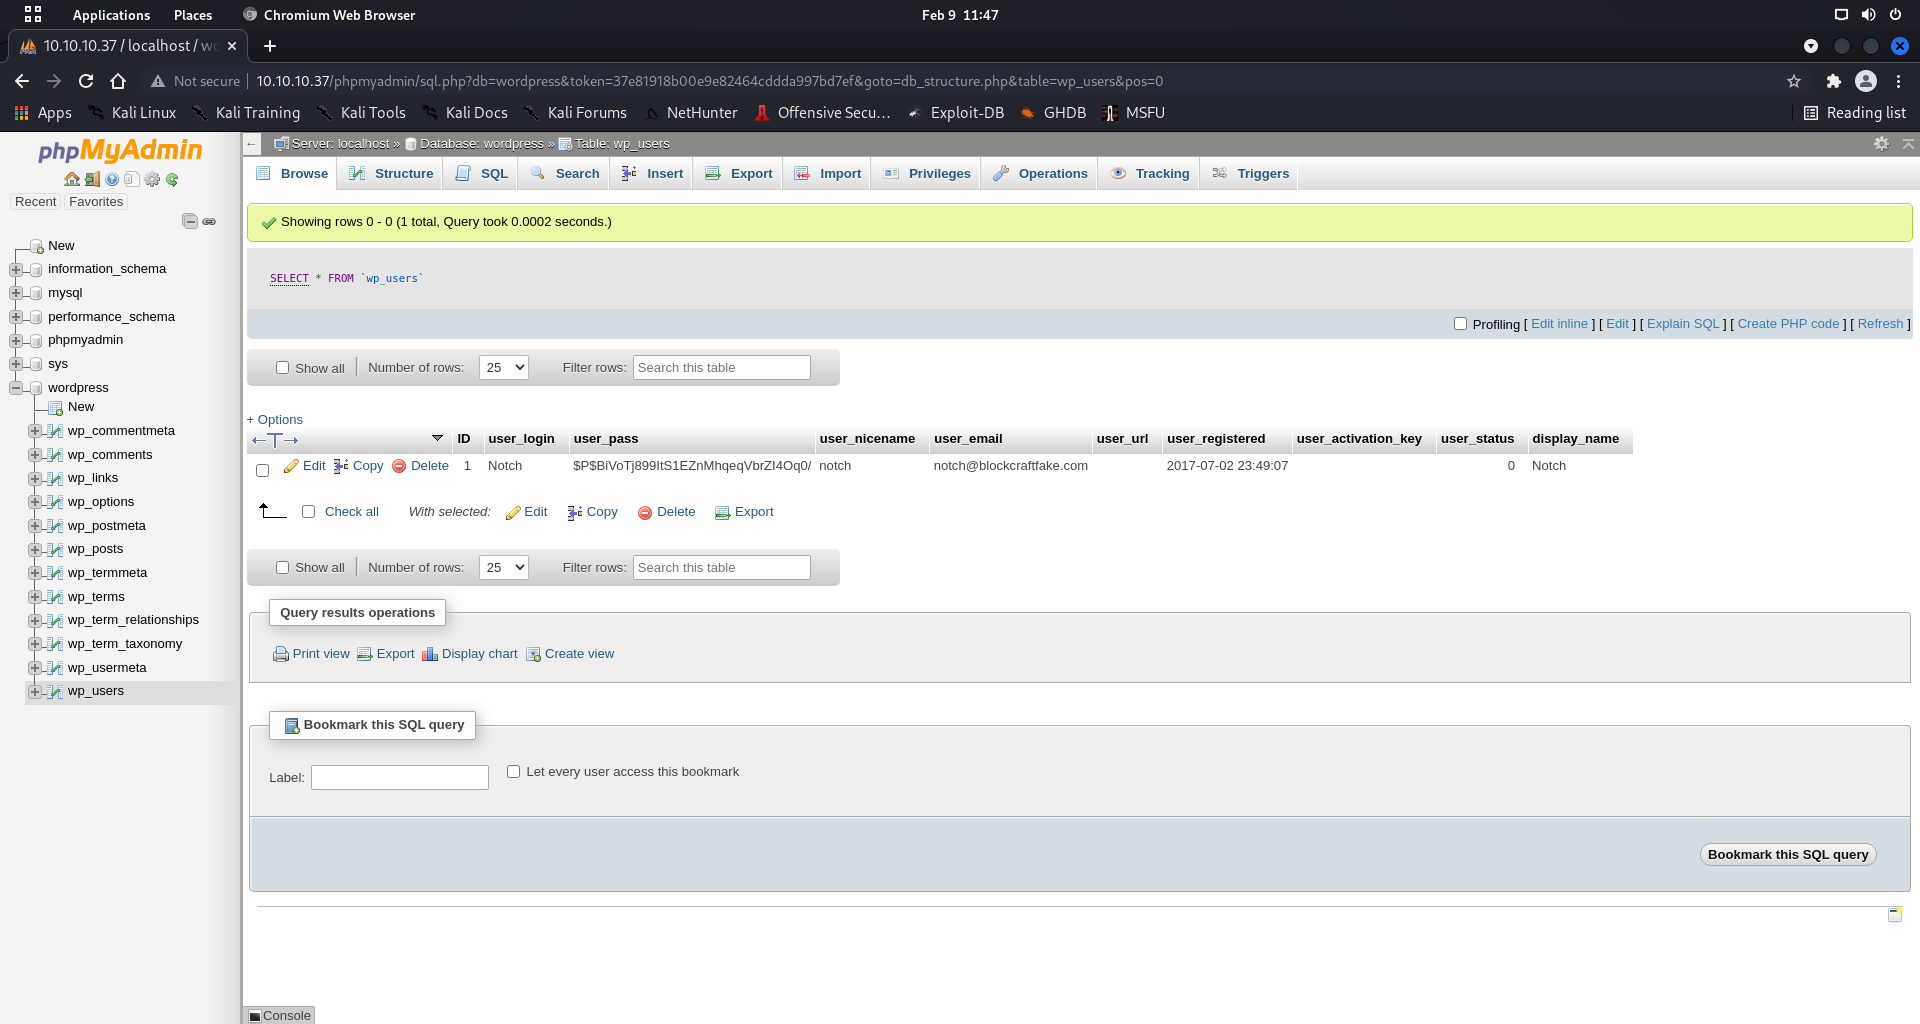 Applications Places Chromium Web Browser Feb 9 11:47
10.10.10.37 / localhost / wo
Not secure 10.10.10.37/phpmyadmin/sql.php?db=wordpress&token=37e81918b00e9e82464cddda997bd7ef&goto=db_structure.php&table=wp_users&pos=0
Apps Kali Linux Kali Training Kali Tools Kali Docs Kali Forums NetHunter Offensive Secu… Exploit-DB GHDB MSFU Reading list
phpMyAdmin
Recent Favorites
New
information_schema
mysql
performance_schema
phpmyadmin
sys
wordpress
New
wp_commentmeta
wp_comments
wp_links
wp_options
wp_postmeta
wp_posts
wp_termmeta
wp_terms
wp_term_relationships
wp_term_taxonomy
wp_usermeta
wp_users
Server: localhost » Database: wordpress » Table: wp_users
Browse Structure SQL Search Insert Export Import Privileges Operations Tracking Triggers
Showing rows 0 - 0 (1 total, Query took 0.0002 seconds.)
SELECT * FROM `wp_users`
Profiling [ Edit inline ] [ Edit ] [ Explain SQL ] [ Create PHP code ] [ Refresh ]
Show all Number of rows: 25 Filter rows: Search this table
+ Options
ID user_login user_pass user_nicename user_email user_url user_registered user_activation_key user_status display_name
Edit Copy Delete 1 Notch $P$BiVoTj899ItS1EZnMhqeqVbrZI4Oq0/ notch notch@blockcraftfake.com 2017-07-02 23:49:07 0 Notch
Check all With selected: Edit Copy Delete Export
Show all Number of rows: 25 Filter rows: Search this table
Query results operations
Print view Export Display chart Create view
Bookmark this SQL query
Label: Let every user access this bookmark
Bookmark this SQL query
Console